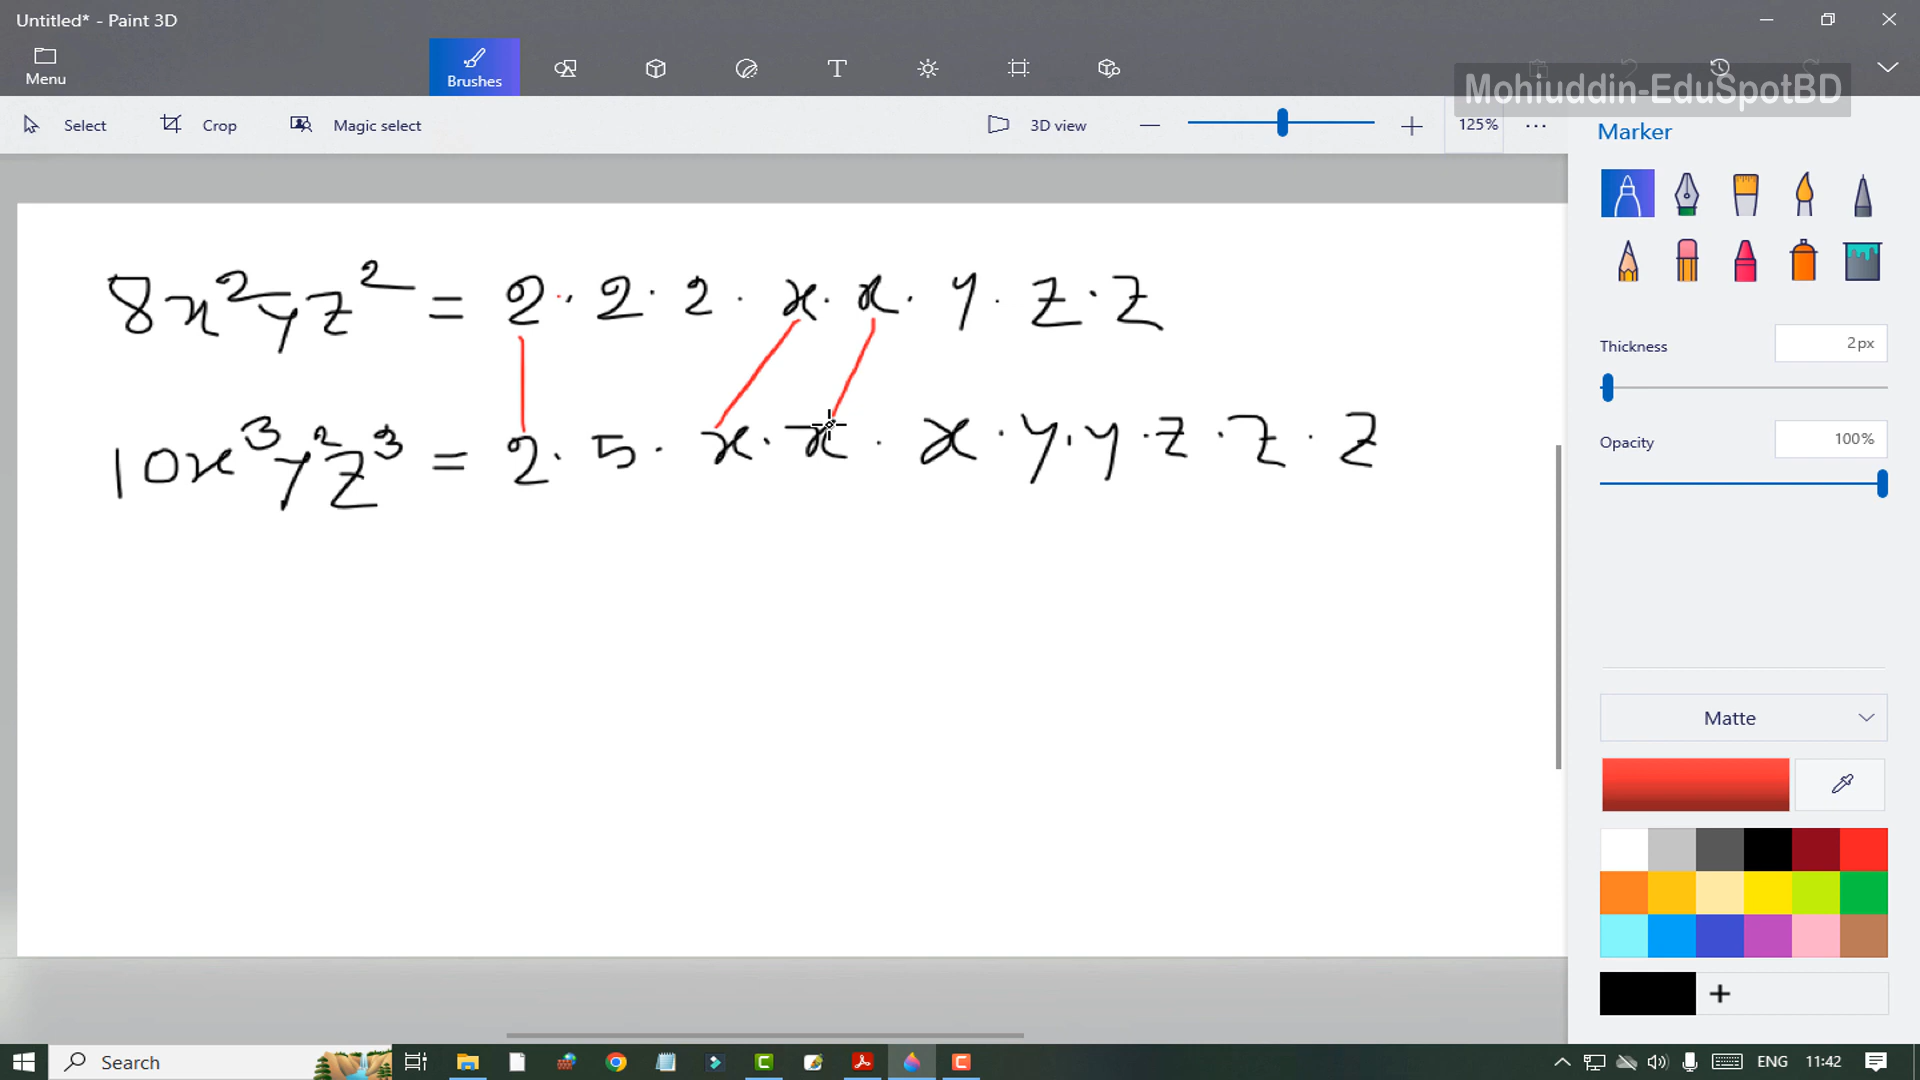 Untitled* - Paint 3D
Menu
Brushes
Mohiuddin-EduSpotBD
Select
Crop
Magic select
3D view
125%
Marker
8x²yz² = 2 · 2 · 2 · x · x · y · z · z
Thickness
2px
10x³y²z³ = 2 · 5 · x · x · x · y · y · z · z · z
Opacity
100%
Matte
Search
ENG
11:42